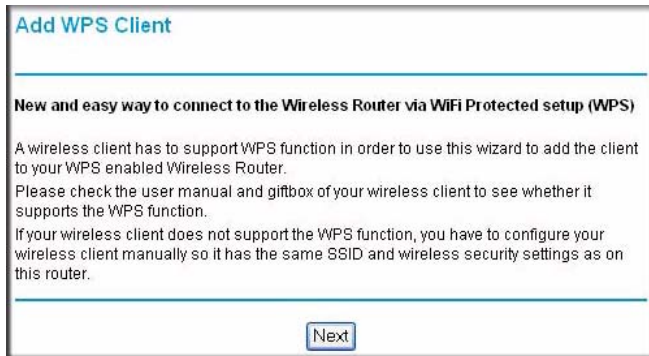 Add WPS Client
New and easy way to connect to the Wireless Router via WiFi Protected setup (WPS)
A wireless client has to support WPS function in order to use this wizard to add the client
to your WPS enabled Wireless Router.
Please check the user manual and giftbox of your wireless client to see whether it
supports the WPS function.
If your wireless client does not support the WPS function, you have to configure your
wireless client manually so it has the same SSID and wireless security settings as on
this router.
Next